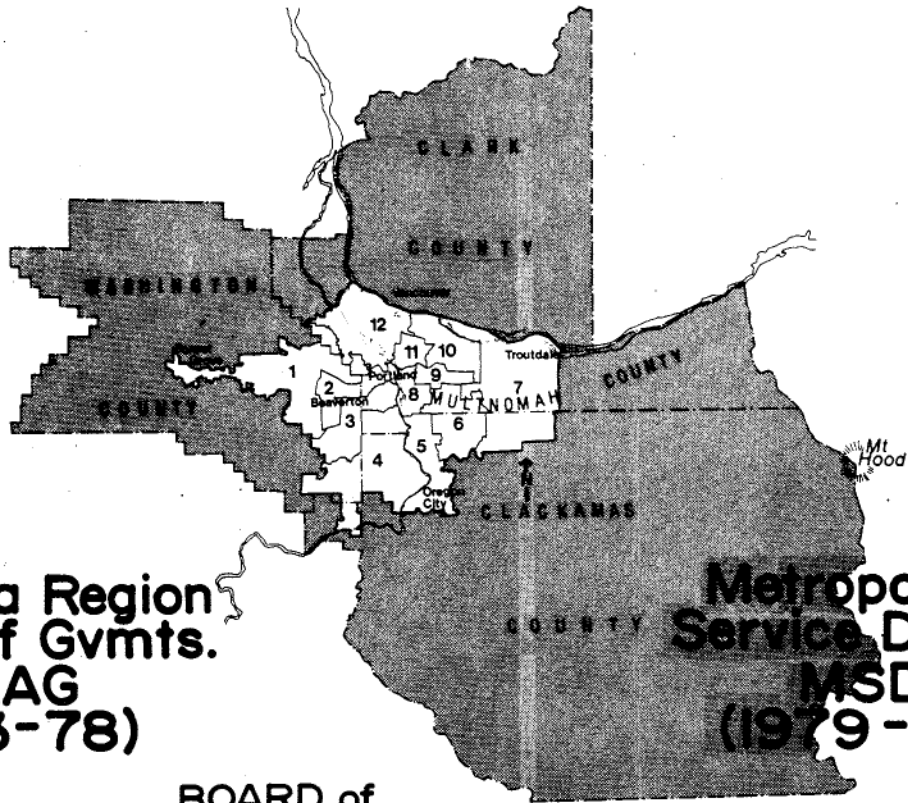 CLARK
COUNTY
WASHINGTON
COUNTY
Vancouver
12
11
10
Troutdale
COUNTY
Forest
Grove
1
Portland
9
7
2
Beaverton
8
MULTNOMAH
3
6
4
5
Mt
Hood
Oregon
City
N
CLACKAMAS
COUNTY
a Region
f Gvmts.
AG
-78)
Metropo
Service D
MSD
(1979-
BOARD of